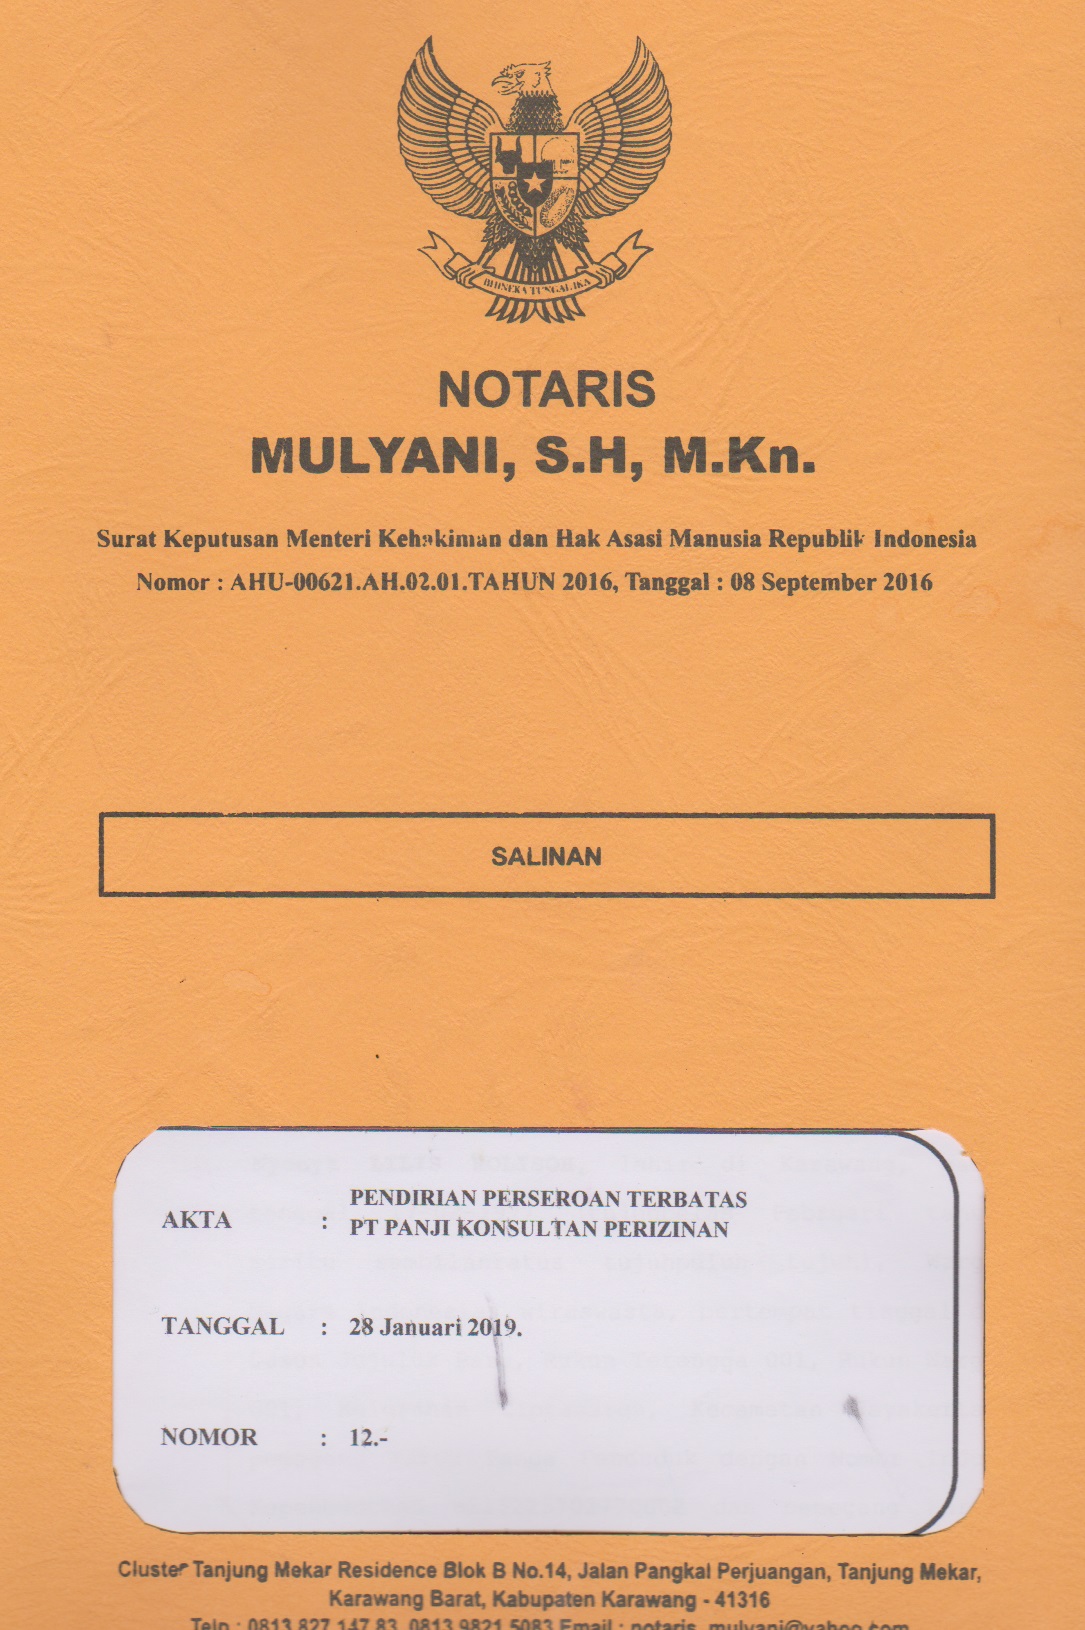 BHINEKA TUNGAL IKA
NOTARIS
MULYANI, S.H, M.Kn.
Surat Keputusan Menteri Kehakiman dan Hak Asasi Manusia Republik Indonesia
Nomor : AHU-00621.AH.02.01.TAHUN 2016, Tanggal : 08 September 2016
SALINAN
AKTA : PENDIRIAN PERSEROAN TERBATAS
PT PANJI KONSULTAN PERIZINAN
TANGGAL : 28 Januari 2019.
NOMOR : 12.-
Cluster Tanjung Mekar Residence Blok B No.14, Jalan Pangkal Perjuangan, Tanjung Mekar,
Karawang Barat, Kabupaten Karawang - 41316
Telp : 0813 827 147 83, 0813 9821 5083 Email : notaris_mulyani@yahoo.com